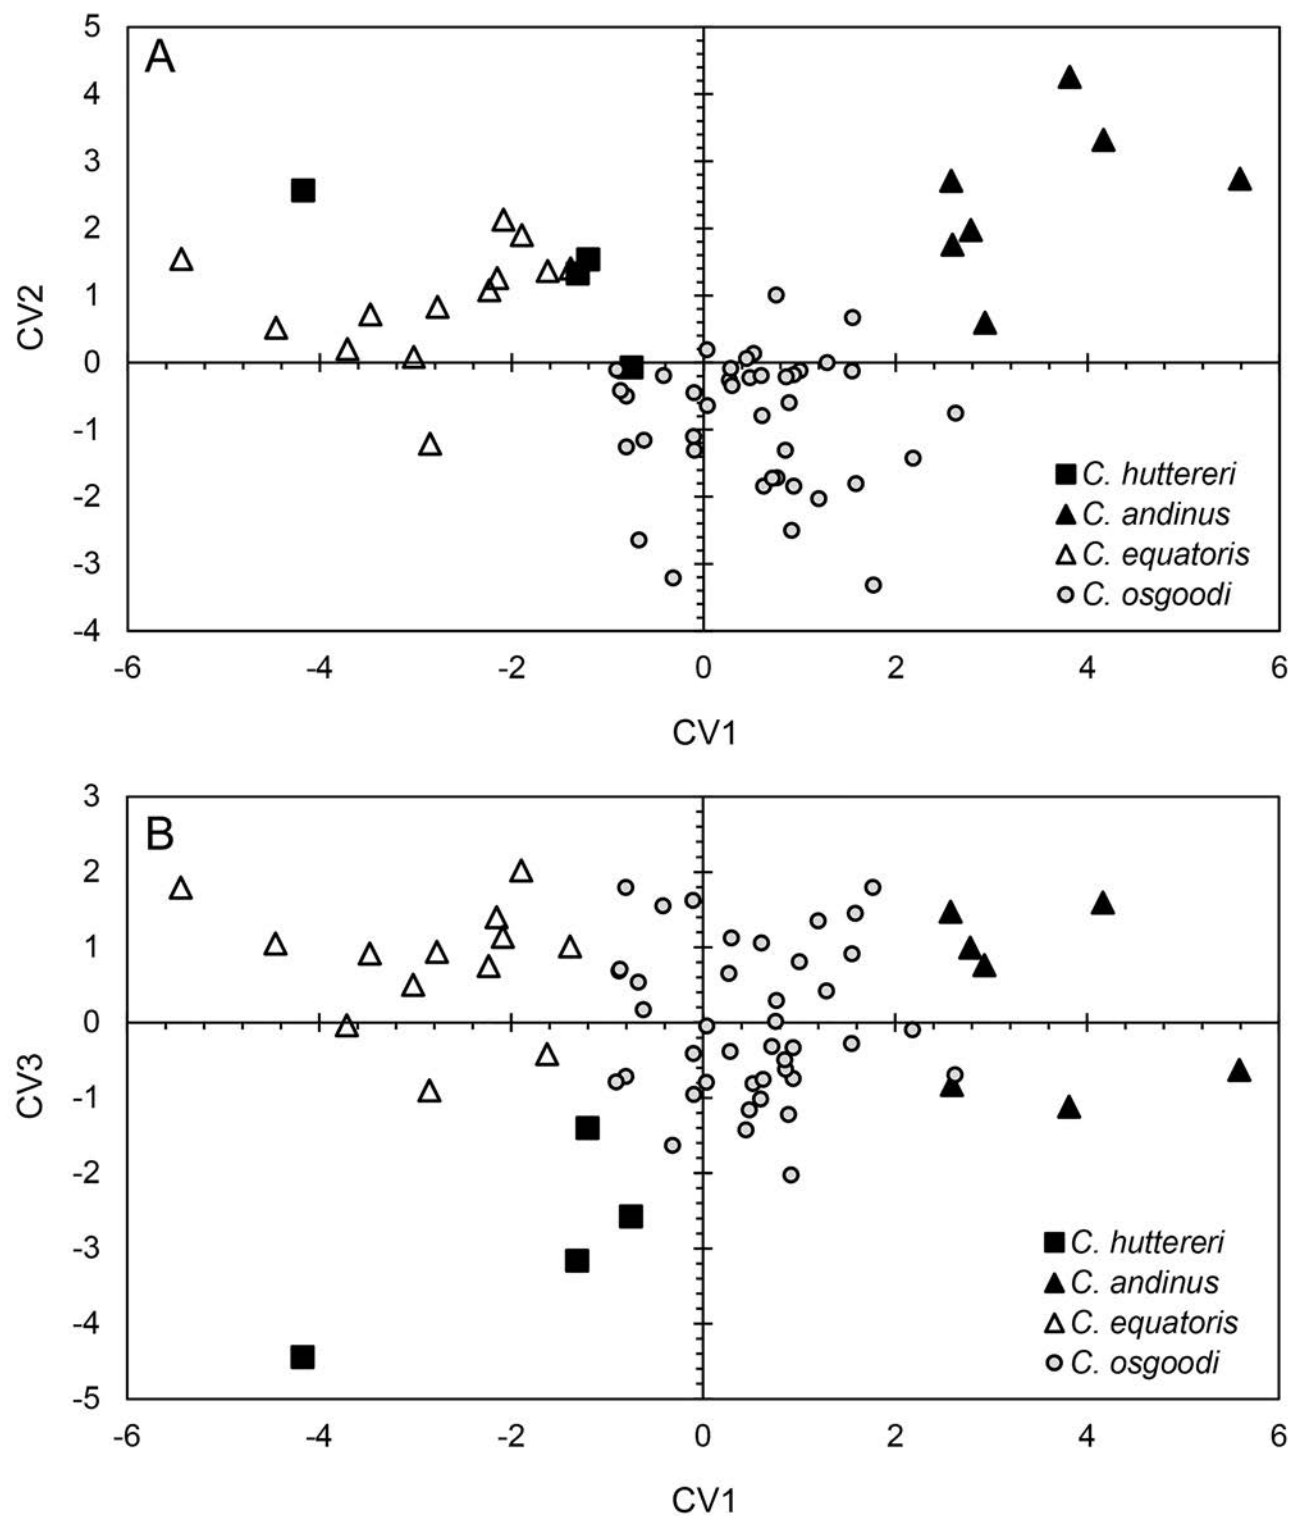 A
5
4
3
2
1
0
-1
-2
-3
-4
CV2
-6 -4 -2 0 2 4 6
CV1
C. huttereri
C. andinus
C. equatoris
C. osgoodi
B
3
2
1
0
-1
-2
-3
-4
-5
CV3
-6 -4 -2 0 2 4 6
CV1
C. huttereri
C. andinus
C. equatoris
C. osgoodi